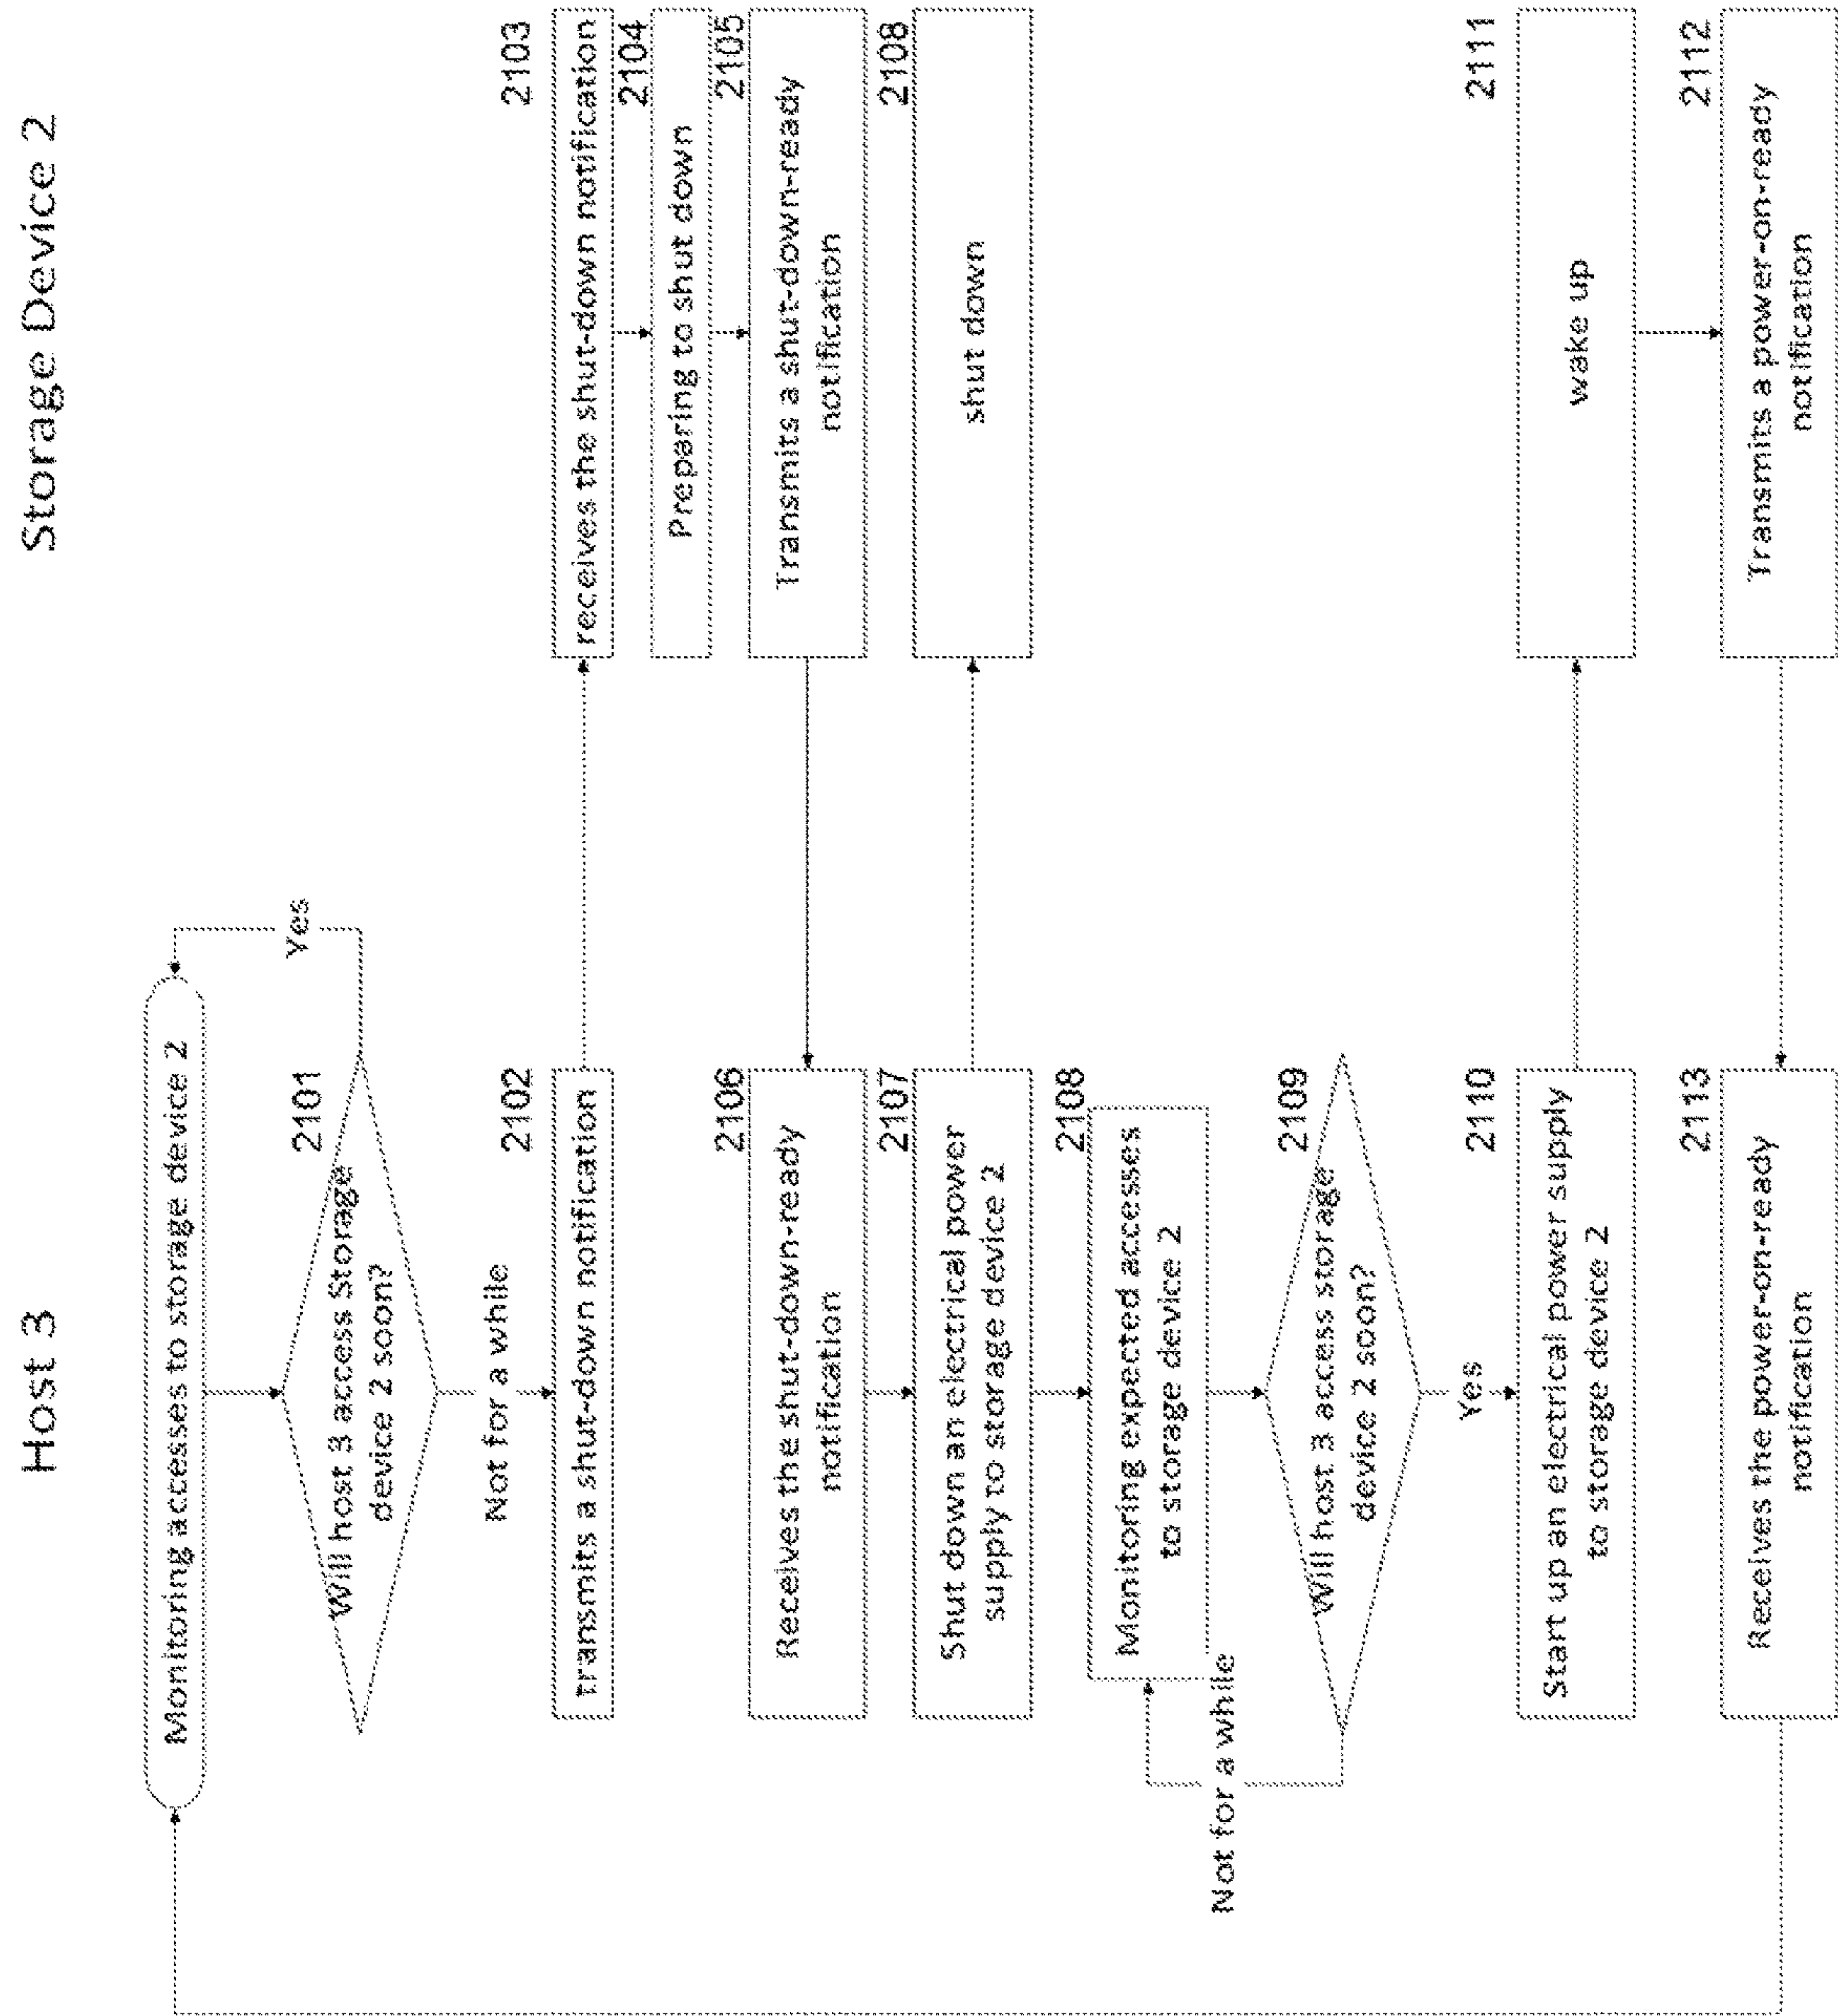 Host 3
Storage Device 2
Monitoring accesses to storage device 2
2101
Will host 3 access Storage
device 2 soon?
Yes
Not for a while
2102
transmits a shut-down notification
2103
receives the shut-down notification
2104
Preparing to shut down
2105
Transmits a shut-down-ready
notification
2106
Receives the shut-down-ready
notification
2107
Shut down an electrical power
supply to storage device 2
2108
shut down
2108
Monitoring expected accesses
to storage device 2
2109
Will host 3 access storage
device 2 soon?
Not for a while
Yes
2110
Start up an electrical power supply
to storage device 2
2111
wake up
2112
Transmits a power-on-ready
notification
2113
Receives the power-on-ready
notification